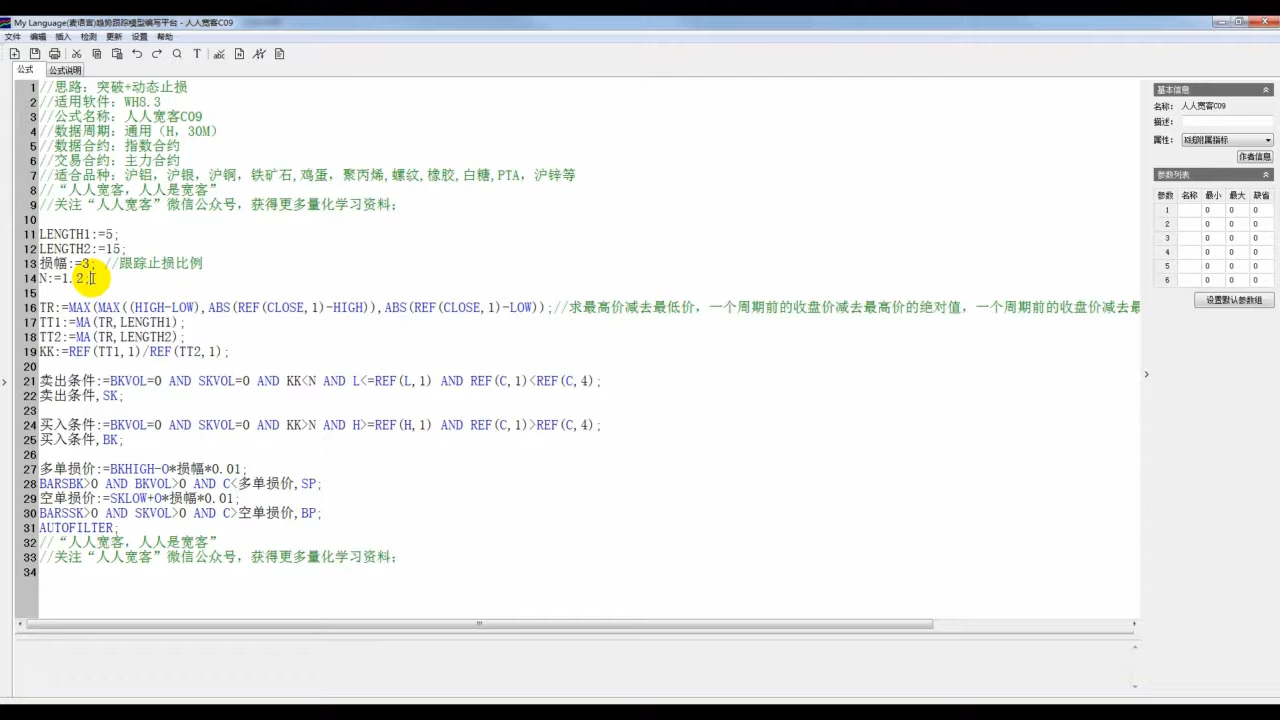 My Language(麦语言)趋势跟踪模型编写平台 - 人人宽客C09
文件 编辑 插入 检测 更新 设置 帮助
公式 公式说明
1 //思路：突破+动态止损
2 //适用软件：WH8.3
3 //公式名称：人人宽客C09
4 //数据周期：通用（H，30M）
5 //数据合约：指数合约
6 //交易合约：主力合约
7 //适合品种：沪铝，沪银，沪铜，铁矿石,鸡蛋，聚丙烯,螺纹,橡胶,白糖,PTA，沪锌等
8 //“人人宽客，人人是宽客”
9 //关注“人人宽客”微信公众号，获得更多量化学习资料；
10
11 LENGTH1:=5;
12 LENGTH2:=15;
13 损幅:=3; //跟踪止损比例
14 N:=1.2;
15
16 TR:=MAX(MAX((HIGH-LOW),ABS(REF(CLOSE,1)-HIGH)),ABS(REF(CLOSE,1)-LOW));//求最高价减去最低价，一个周期前的收盘价减去最高价的绝对值，一个周期前的收盘价减去最
17 TT1:=MA(TR,LENGTH1);
18 TT2:=MA(TR,LENGTH2);
19 KK:=REF(TT1,1)/REF(TT2,1);
20
21 卖出条件:=BKVOL=0 AND SKVOL=0 AND KK<N AND L<=REF(L,1) AND REF(C,1)<REF(C,4);
22 卖出条件,SK;
23
24 买入条件:=BKVOL=0 AND SKVOL=0 AND KK>N AND H>=REF(H,1) AND REF(C,1)>REF(C,4);
25 买入条件,BK;
26
27 多单损价:=BKHIGH-O*损幅*0.01;
28 BARSBK>0 AND BKVOL>0 AND C<多单损价,SP;
29 空单损价:=SKLOW+O*损幅*0.01;
30 BARSSK>0 AND SKVOL>0 AND C>空单损价,BP;
31 AUTOFILTER;
32 //“人人宽客，人人是宽客”
33 //关注“人人宽客”微信公众号，获得更多量化学习资料；
34
基本信息
名称: 人人宽客C09
描述:
属性: K线附属指标
作者信息
参数列表
参数 名称 最小 最大 缺省
1 0 0 0
2 0 0 0
3 0 0 0
4 0 0 0
5 0 0 0
6 0 0 0
设置默认参数组